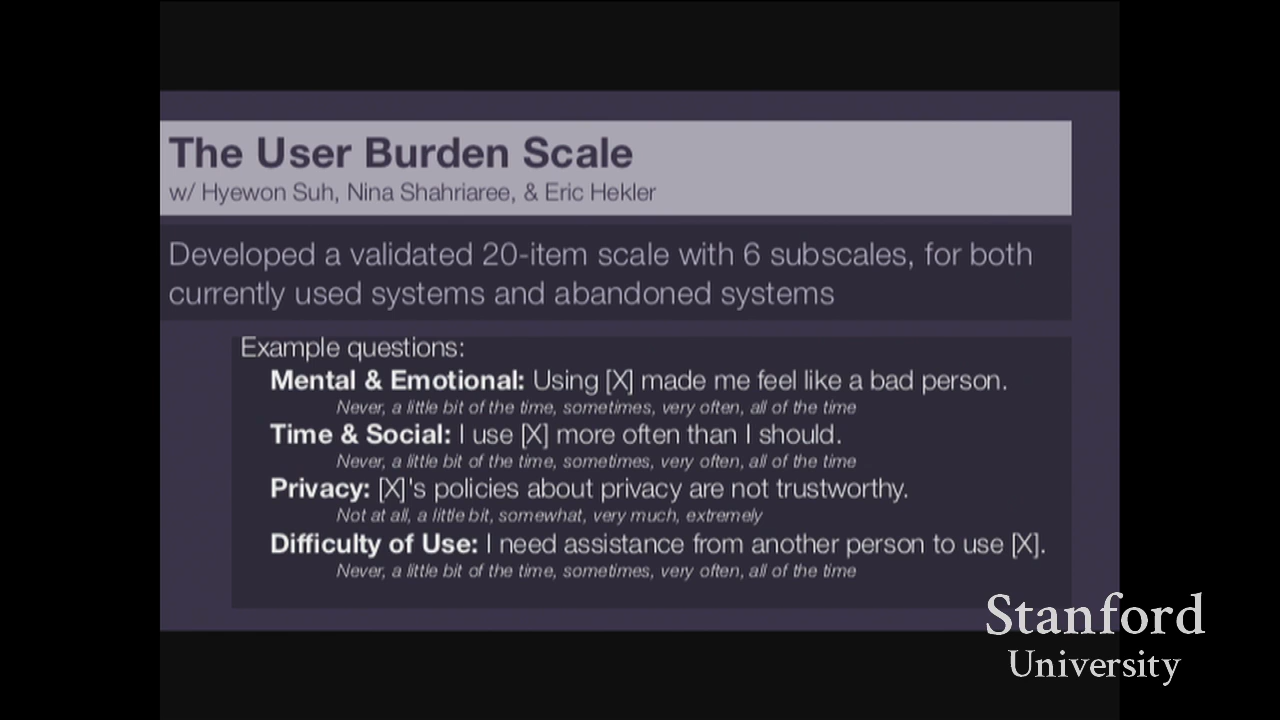 The User Burden Scale
w/ Hyewon Suh, Nina Shahriaree, & Eric Hekler
Developed a validated 20-item scale with 6 subscales, for both
currently used systems and abandoned systems
Example questions:
Mental & Emotional: Using [X] made me feel like a bad person.
Never, a little bit of the time, sometimes, very often, all of the time
Time & Social: I use [X] more often than I should.
Never, a little bit of the time, sometimes, very often, all of the time
Privacy: [X]'s policies about privacy are not trustworthy.
Not at all, a little bit, somewhat, very much, extremely
Difficulty of Use: I need assistance from another person to use [X].
Never, a little bit of the time, sometimes, very often, all of the time
Stanford
University